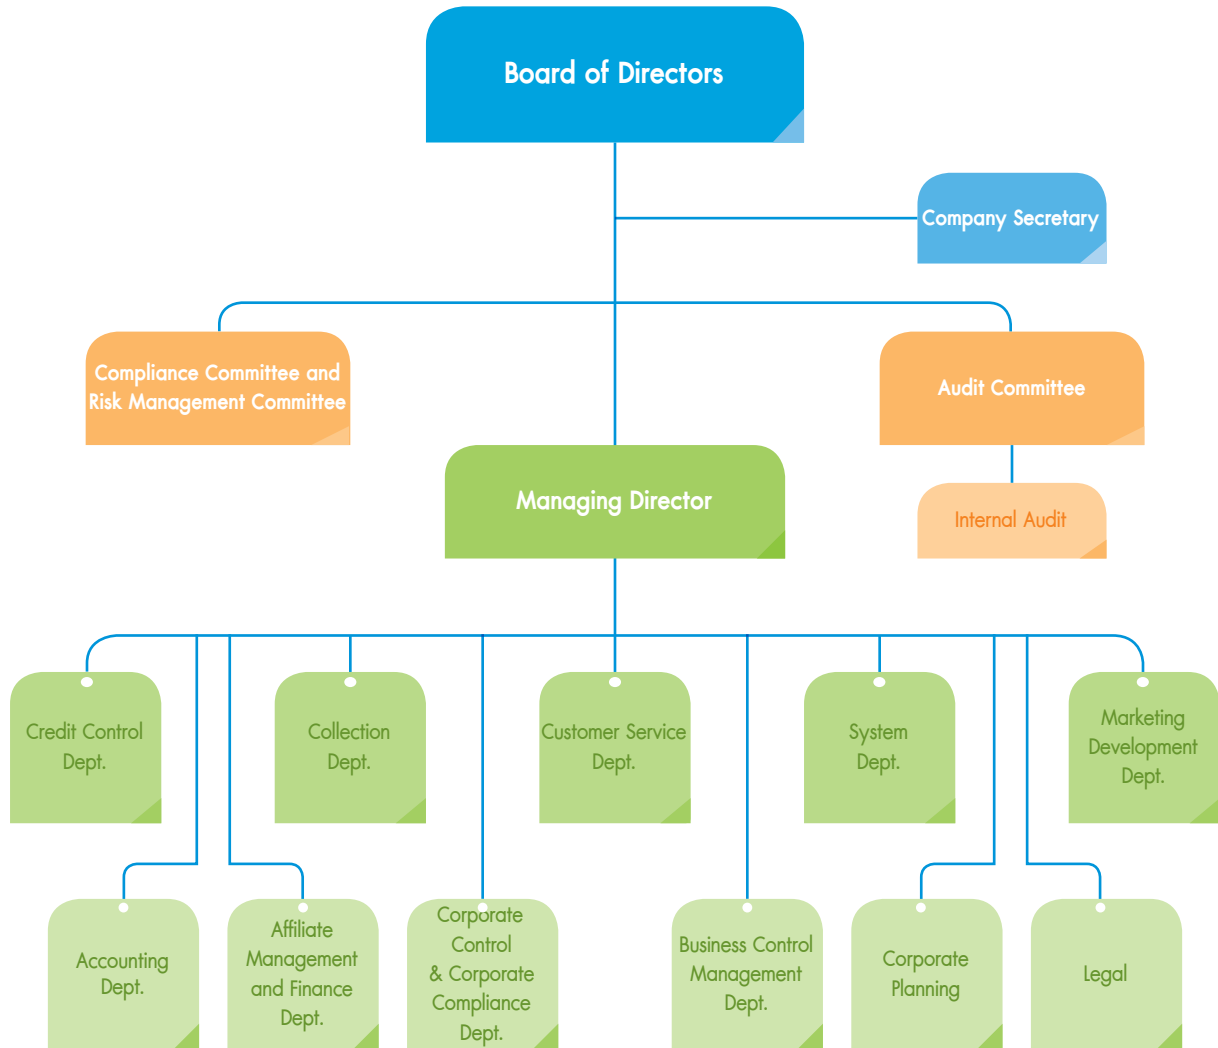 Board of Directors
Company Secretary
Compliance Committee and
Risk Management Committee
Audit Committee
Managing Director
Internal Audit
Credit Control
Dept.
Collection
Dept.
Customer Service
Dept.
System
Dept.
Marketing
Development
Dept.
Accounting
Dept.
Affiliate
Management
and Finance
Dept.
Corporate
Control
& Corporate
Compliance
Dept.
Business Control
Management
Dept.
Corporate
Planning
Legal